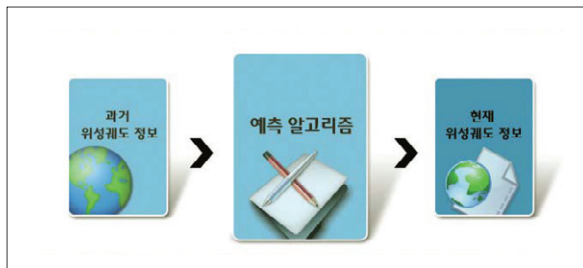 과거
위성궤도 정보
예측 알고리즘
현재
위성궤도 정보